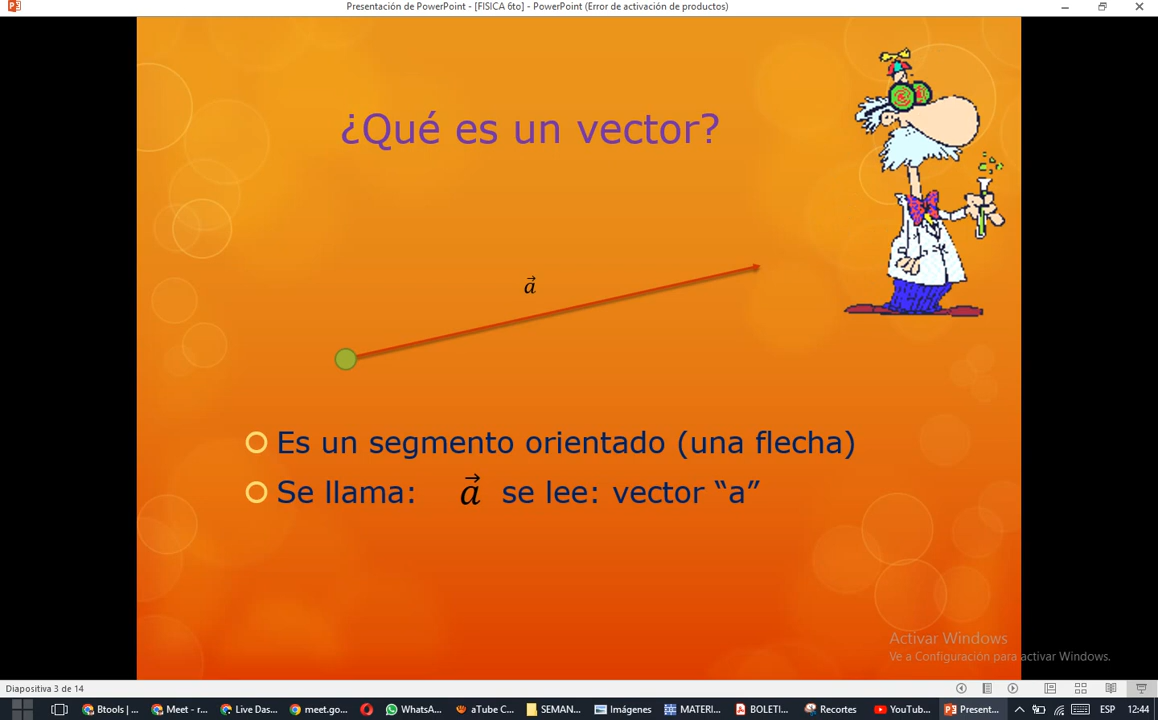 Presentación de PowerPoint - [FISICA 6to] - PowerPoint (Error de activación de productos)
¿Qué es un vector?
a⃗
Es un segmento orientado (una flecha)
Se llama: a⃗ se lee: vector “a”
Activar Windows
Ve a Configuración para activar Windows.
Diapositiva 3 de 14
Btools | ... Meet - r... Live Das... meet.go... WhatsA... aTube C... SEMAN... Imágenes MATERI... BOLETI... Recortes YouTub... Present... ESP 12:44